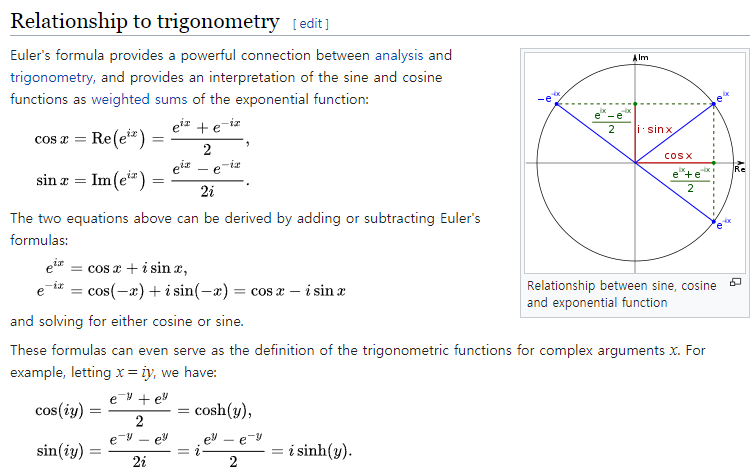 Relationship to trigonometry [edit]
Euler's formula provides a powerful connection between analysis and
trigonometry, and provides an interpretation of the sine and cosine
functions as weighted sums of the exponential function:
cos x = Re(e^{ix}) = \frac{e^{ix} + e^{-ix}}{2},
sin x = Im(e^{ix}) = \frac{e^{ix} - e^{-ix}}{2i}.
The two equations above can be derived by adding or subtracting Euler's
formulas:
e^{ix} = cos x + i sin x,
e^{-ix} = cos(−x) + i sin(−x) = cos x − i sin x
and solving for either cosine or sine.
Im
-e^{-ix}
e^{ix}
\frac{e^{ix}-e^{-ix}}{2}
i·sinx
cosx
\frac{e^{ix}+e^{-ix}}{2}
Re
e^{-ix}
Relationship between sine, cosine
and exponential function
These formulas can even serve as the definition of the trigonometric functions for complex arguments x. For
example, letting x = iy, we have:
cos(iy) = \frac{e^{-y} + e^{y}}{2} = cosh(y),
sin(iy) = \frac{e^{-y} - e^{y}}{2i} = i\frac{e^{y} - e^{-y}}{2} = i sinh(y).